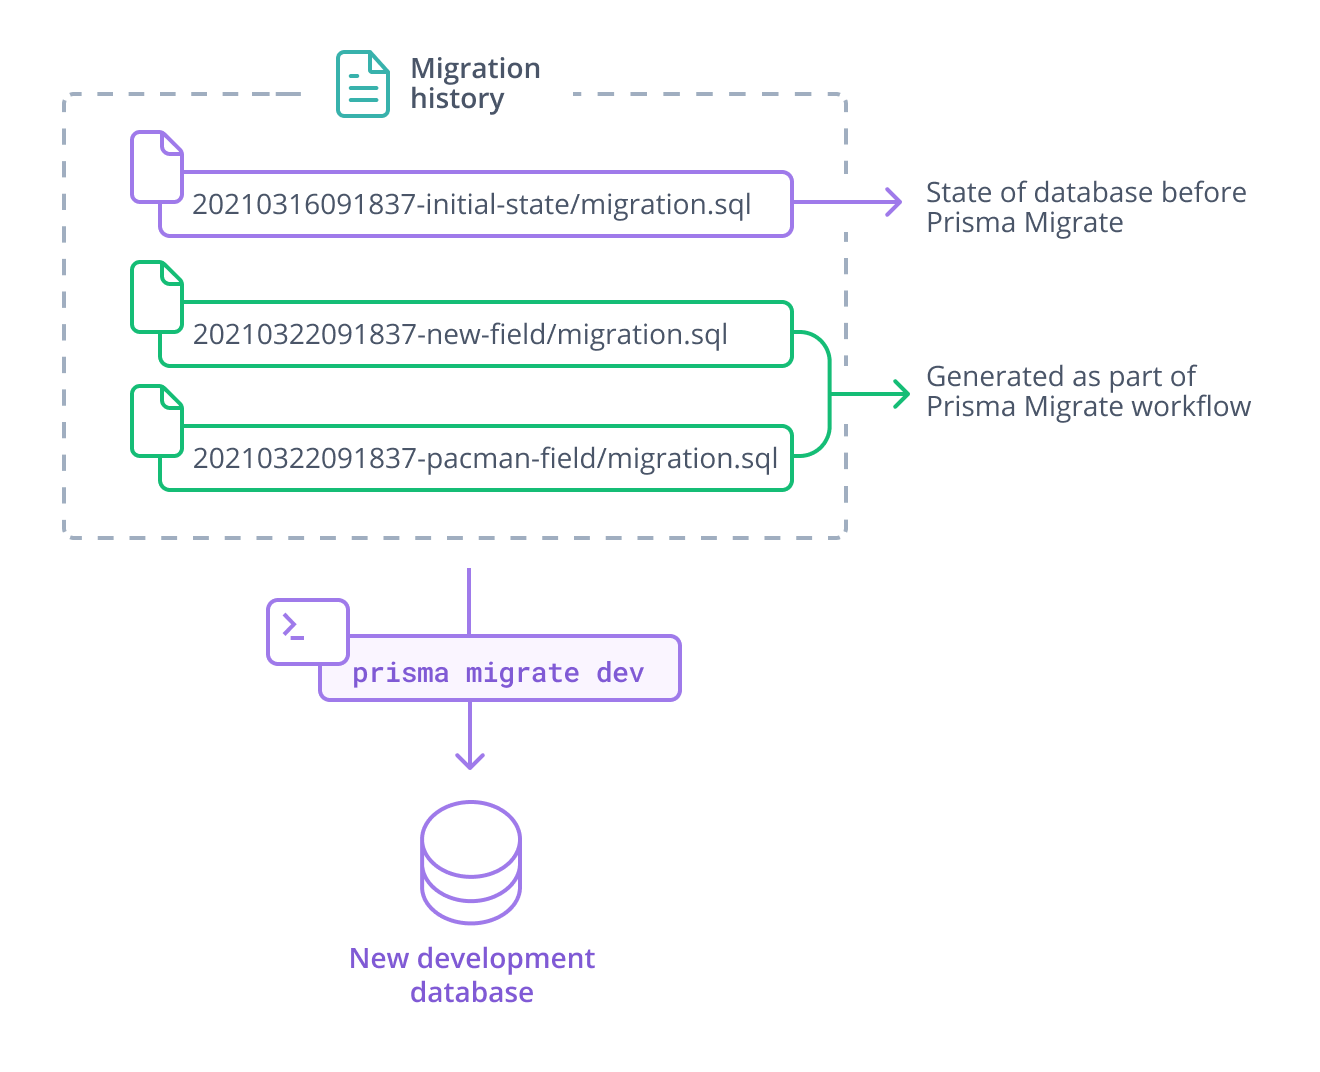 Migration
history
20210316091837-initial-state/migration.sql
State of database before
Prisma Migrate
20210322091837-new-field/migration.sql
Generated as part of
Prisma Migrate workflow
20210322091837-pacman-field/migration.sql
>_
prisma migrate dev
New development
database